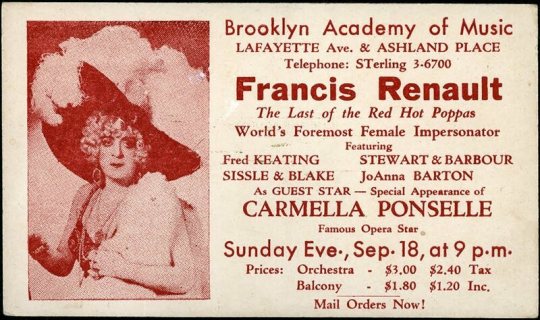 Brooklyn Academy of Music
LAFAYETTE Ave. & ASHLAND PLACE
Telephone: STerling 3-6700
Francis Renault
The Last of the Red Hot Poppas
World's Foremost Female Impersonator
Featuring
Fred KEATING STEWART & BARBOUR
SISSLE & BLAKE JoAnna BARTON
As GUEST STAR — Special Appearance of
CARMELLA PONSELLE
Famous Opera Star
Sunday Eve., Sep. 18, at 9 p.m.
Prices: Orchestra - $3.00 $2.40 Tax
Balcony - $1.80 $1.20 Inc.
Mail Orders Now!